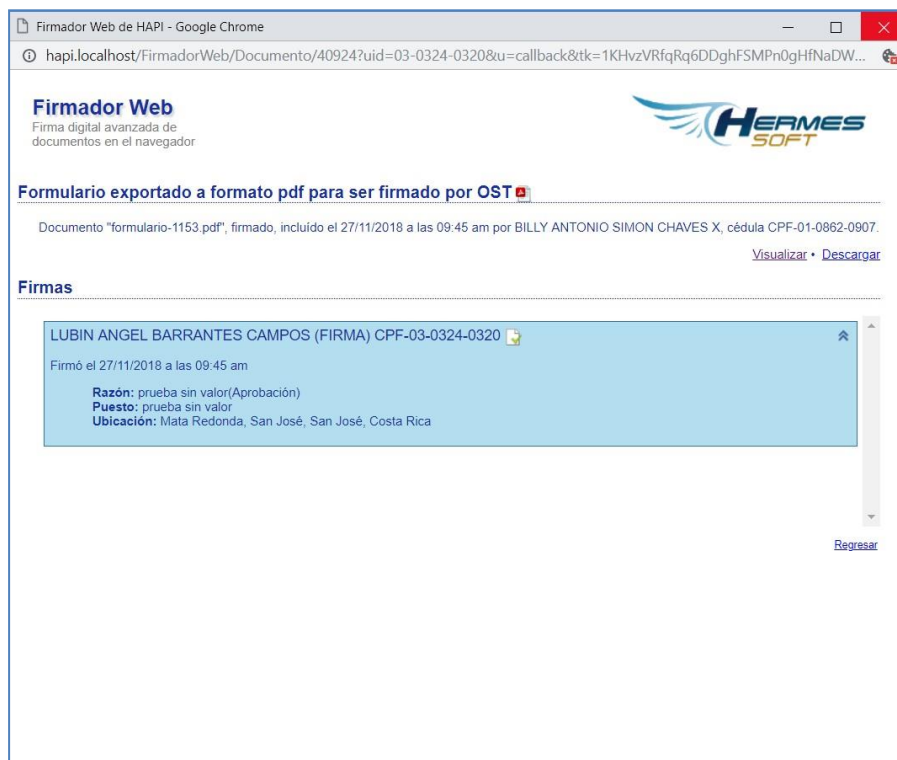 Firmador Web de HAPI - Google Chrome
hapi.localhost/FirmadorWeb/Documento/40924?uid=03-0324-0320&u=callback&tk=1KHvzVRfqRq6DDghFSMPn0gHfNaDW...
Firmador Web
Firma digital avanzada de
documentos en el navegador
HERMES
SOFT
Formulario exportado a formato pdf para ser firmado por OST
Documento "formulario-1153.pdf", firmado, incluído el 27/11/2018 a las 09:45 am por BILLY ANTONIO SIMON CHAVES X, cédula CPF-01-0862-0907.
Visualizar • Descargar
Firmas
LUBIN ANGEL BARRANTES CAMPOS (FIRMA) CPF-03-0324-0320
Firmó el 27/11/2018 a las 09:45 am
Razón: prueba sin valor(Aprobación)
Puesto: prueba sin valor
Ubicación: Mata Redonda, San José, San José, Costa Rica
Regresar